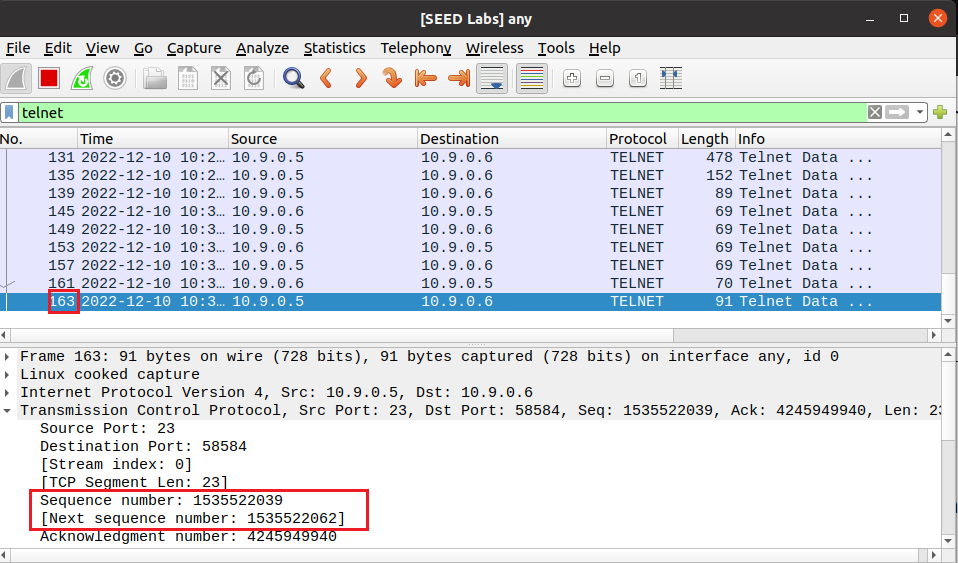 [SEED Labs] any
File Edit View Go Capture Analyze Statistics Telephony Wireless Tools Help
telnet
No. Time Source Destination Protocol Length Info
131 2022-12-10 10:2… 10.9.0.5 10.9.0.6 TELNET 478 Telnet Data ...
135 2022-12-10 10:2… 10.9.0.5 10.9.0.6 TELNET 152 Telnet Data ...
139 2022-12-10 10:2… 10.9.0.5 10.9.0.6 TELNET 89 Telnet Data ...
145 2022-12-10 10:3… 10.9.0.6 10.9.0.5 TELNET 69 Telnet Data ...
149 2022-12-10 10:3… 10.9.0.5 10.9.0.6 TELNET 69 Telnet Data ...
153 2022-12-10 10:3… 10.9.0.6 10.9.0.5 TELNET 69 Telnet Data ...
157 2022-12-10 10:3… 10.9.0.5 10.9.0.6 TELNET 69 Telnet Data ...
161 2022-12-10 10:3… 10.9.0.6 10.9.0.5 TELNET 70 Telnet Data ...
163 2022-12-10 10:3… 10.9.0.5 10.9.0.6 TELNET 91 Telnet Data ...
Frame 163: 91 bytes on wire (728 bits), 91 bytes captured (728 bits) on interface any, id 0
Linux cooked capture
Internet Protocol Version 4, Src: 10.9.0.5, Dst: 10.9.0.6
Transmission Control Protocol, Src Port: 23, Dst Port: 58584, Seq: 1535522039, Ack: 4245949940, Len: 23
Source Port: 23
Destination Port: 58584
[Stream index: 0]
[TCP Segment Len: 23]
Sequence number: 1535522039
[Next sequence number: 1535522062]
Acknowledgment number: 4245949940